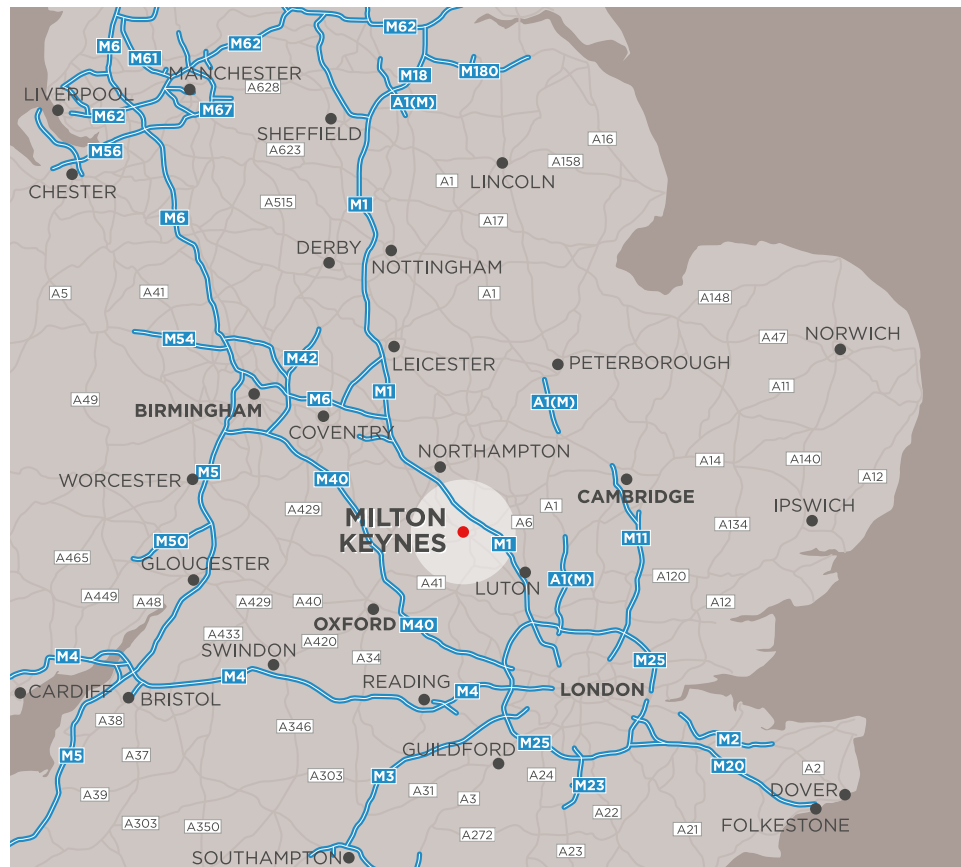 M62
M6
M62
M61
M18
M180
MANCHESTER
A628
LIVERPOOL
A1(M)
M62
M67
SHEFFIELD
A16
M56
A623
A158
LINCOLN
CHESTER
A1
A515
M1
M6
A17
DERBY
NOTTINGHAM
A5
A41
A1
A148
M54
NORWICH
A47
M42
LEICESTER
PETERBOROUGH
A11
M1
A49
M6
A1(M)
BIRMINGHAM
COVENTRY
NORTHAMPTON
A14
A140
M5
A12
WORCESTER
M40
CAMBRIDGE
A429
A1
IPSWICH
MILTON
KEYNES
A6
A134
M50
M1
M11
A465
GLOUCESTER
A41
LUTON
A1(M)
A120
A449
A48
A429
A40
A12
OXFORD
M40
A433
A420
SWINDON
A34
M4
M25
M4
READING
M4
LONDON
CARDIFF
BRISTOL
A38
A346
M5
A37
GUILDFORD
M25
M2
M20
A303
M3
A24
A2
A39
A31
M23
DOVER
A3
A303
A350
A22
FOLKESTONE
A272
A21
A23
SOUTHAMPTON